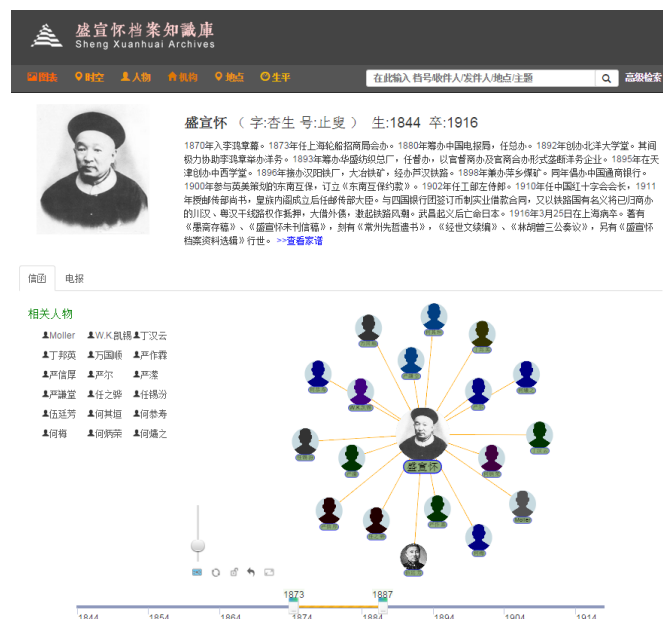 盛宣怀档案知識庫
Sheng Xuanhuai Archives
图表 时空 人物 机构 地点 生平
在此输入 档号/收件人/发件人/地点/主题
高级检索
盛宣怀 （ 字:杏生 号:止叟 ） 生:1844 卒:1916
1870年入李鸿章幕。1873年任上海轮船招商局会办。1880年筹办中国电报局，任总办。1892年创办北洋大学堂。其间
极力协助李鸿章举办洋务。1893年筹办华盛纺织总厂，任督办，以官督商办及官商合办形式垄断洋务企业。1895年在天
津创办中西学堂。1896年接办汉阳铁厂，大冶铁矿，经办芦汉铁路。1898年兼办萍乡煤矿。同年倡办中国通商银行。
1900年参与英美策划的东南互保，订立《东南互保约款》。1902年任工部左侍郎。1910年任中国红十字会会长，1911
年授邮传部尚书，皇族内阁成立后任邮传部大臣。与四国银行团签订币制实业借款合同，又以铁路国有名义将已归商办
的川汉、粤汉干线路权作抵押，大借外债，激起铁路风潮。武昌起义后亡命日本。1916年3月25日在上海病卒。著有
《愚斋存稿》、《盛宣怀未刊信稿》，刻有《常州先哲遗书》，《经世文续编》、《林胡曾三公奏议》，另有《盛宣怀
档案资料选辑》行世。 >>查看家谱
信函 电报
相关人物
Moller W.K.凯锡 丁汉云
丁邦英 万国顺 严作霖
严信厚 严尔 严潆
严谦堂 任之骅 任锡汾
伍廷芳 何其坦 何恭寿
何梅 何炳荣 何燏之
盛宣怀
Moller
1873 1887
1844 1854 1864 1874 1884 1894 1904 1914